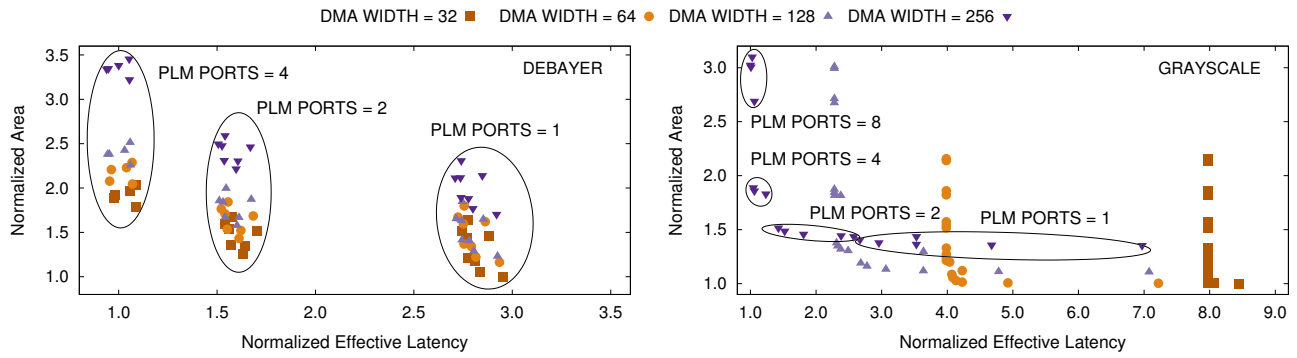 DMA WIDTH = 32 DMA WIDTH = 64 DMA WIDTH = 128 DMA WIDTH = 256
DEBAYER
PLM PORTS = 4
PLM PORTS = 2
PLM PORTS = 1
Normalized Area
3.5
3.0
2.5
2.0
1.5
1.0
1.0 1.5 2.0 2.5 3.0 3.5
Normalized Effective Latency
GRAYSCALE
PLM PORTS = 8
PLM PORTS = 4
PLM PORTS = 2
PLM PORTS = 1
Normalized Area
3.0
2.5
2.0
1.5
1.0
1.0 2.0 3.0 4.0 5.0 6.0 7.0 8.0 9.0
Normalized Effective Latency